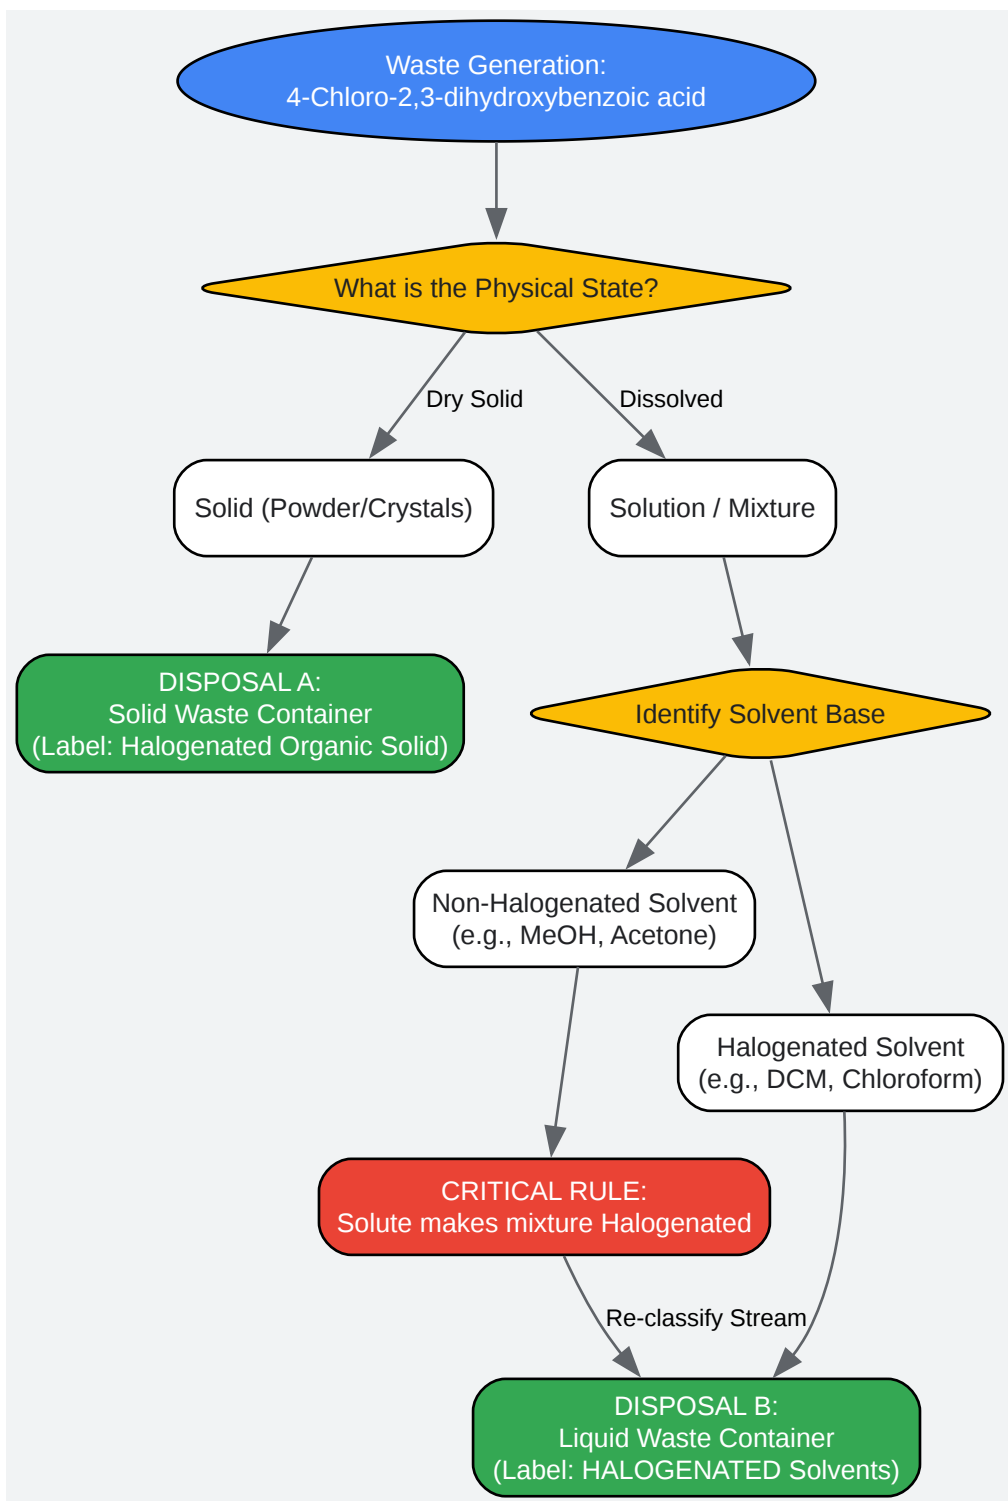 Waste Generation:
4-Chloro-2,3-dihydroxybenzoic acid
What is the Physical State?
Dry Solid
Dissolved
Solid (Powder/Crystals)
Solution / Mixture
DISPOSAL A:
Solid Waste Container
(Label: Halogenated Organic Solid)
Identify Solvent Base
Non-Halogenated Solvent
(e.g., MeOH, Acetone)
Halogenated Solvent
(e.g., DCM, Chloroform)
CRITICAL RULE:
Solute makes mixture Halogenated
Re-classify Stream
DISPOSAL B:
Liquid Waste Container
(Label: HALOGENATED Solvents)